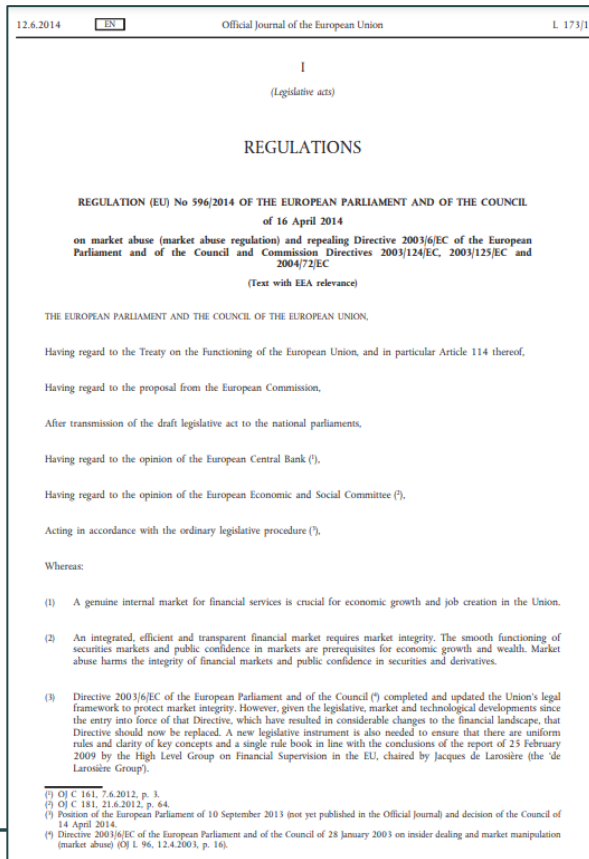 12.6.2014 EN Official Journal of the European Union L 173/1
I
(Legislative acts)
REGULATIONS
REGULATION (EU) No 596/2014 OF THE EUROPEAN PARLIAMENT AND OF THE COUNCIL
of 16 April 2014
on market abuse (market abuse regulation) and repealing Directive 2003/6/EC of the European
Parliament and of the Council and Commission Directives 2003/124/EC, 2003/125/EC and
2004/72/EC
(Text with EEA relevance)
THE EUROPEAN PARLIAMENT AND THE COUNCIL OF THE EUROPEAN UNION,
Having regard to the Treaty on the Functioning of the European Union, and in particular Article 114 thereof,
Having regard to the proposal from the European Commission,
After transmission of the draft legislative act to the national parliaments,
Having regard to the opinion of the European Central Bank (¹),
Having regard to the opinion of the European Economic and Social Committee (²),
Acting in accordance with the ordinary legislative procedure (³),
Whereas:
(1) A genuine internal market for financial services is crucial for economic growth and job creation in the Union.
(2) An integrated, efficient and transparent financial market requires market integrity. The smooth functioning of
securities markets and public confidence in markets are prerequisites for economic growth and wealth. Market
abuse harms the integrity of financial markets and public confidence in securities and derivatives.
(3) Directive 2003/6/EC of the European Parliament and of the Council (⁴) completed and updated the Union's legal
framework to protect market integrity. However, given the legislative, market and technological developments since
the entry into force of that Directive, which have resulted in considerable changes to the financial landscape, that
Directive should now be replaced. A new legislative instrument is also needed to ensure that there are uniform
rules and clarity of key concepts and a single rule book in line with the conclusions of the report of 25 February
2009 by the High Level Group on Financial Supervision in the EU, chaired by Jacques de Larosière (the 'de
Larosière Group').
(¹) OJ C 161, 7.6.2012, p. 3.
(²) OJ C 181, 21.6.2012, p. 64.
(³) Position of the European Parliament of 10 September 2013 (not yet published in the Official Journal) and decision of the Council of
14 April 2014.
(⁴) Directive 2003/6/EC of the European Parliament and of the Council of 28 January 2003 on insider dealing and market manipulation
(market abuse) (OJ L 96, 12.4.2003, p. 16).